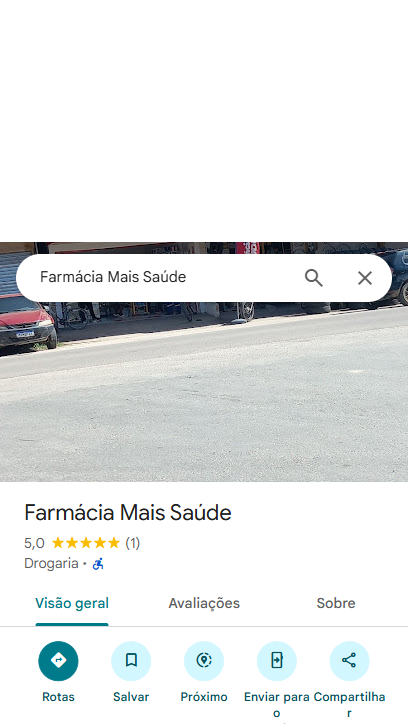 Farmácia Mais Saúde
Farmácia Mais Saúde
5,0 (1)
Drogaria ·
Visão geral
Avaliações
Sobre
Rotas
Salvar
Próximo
Enviar para
o
Compartilha
r